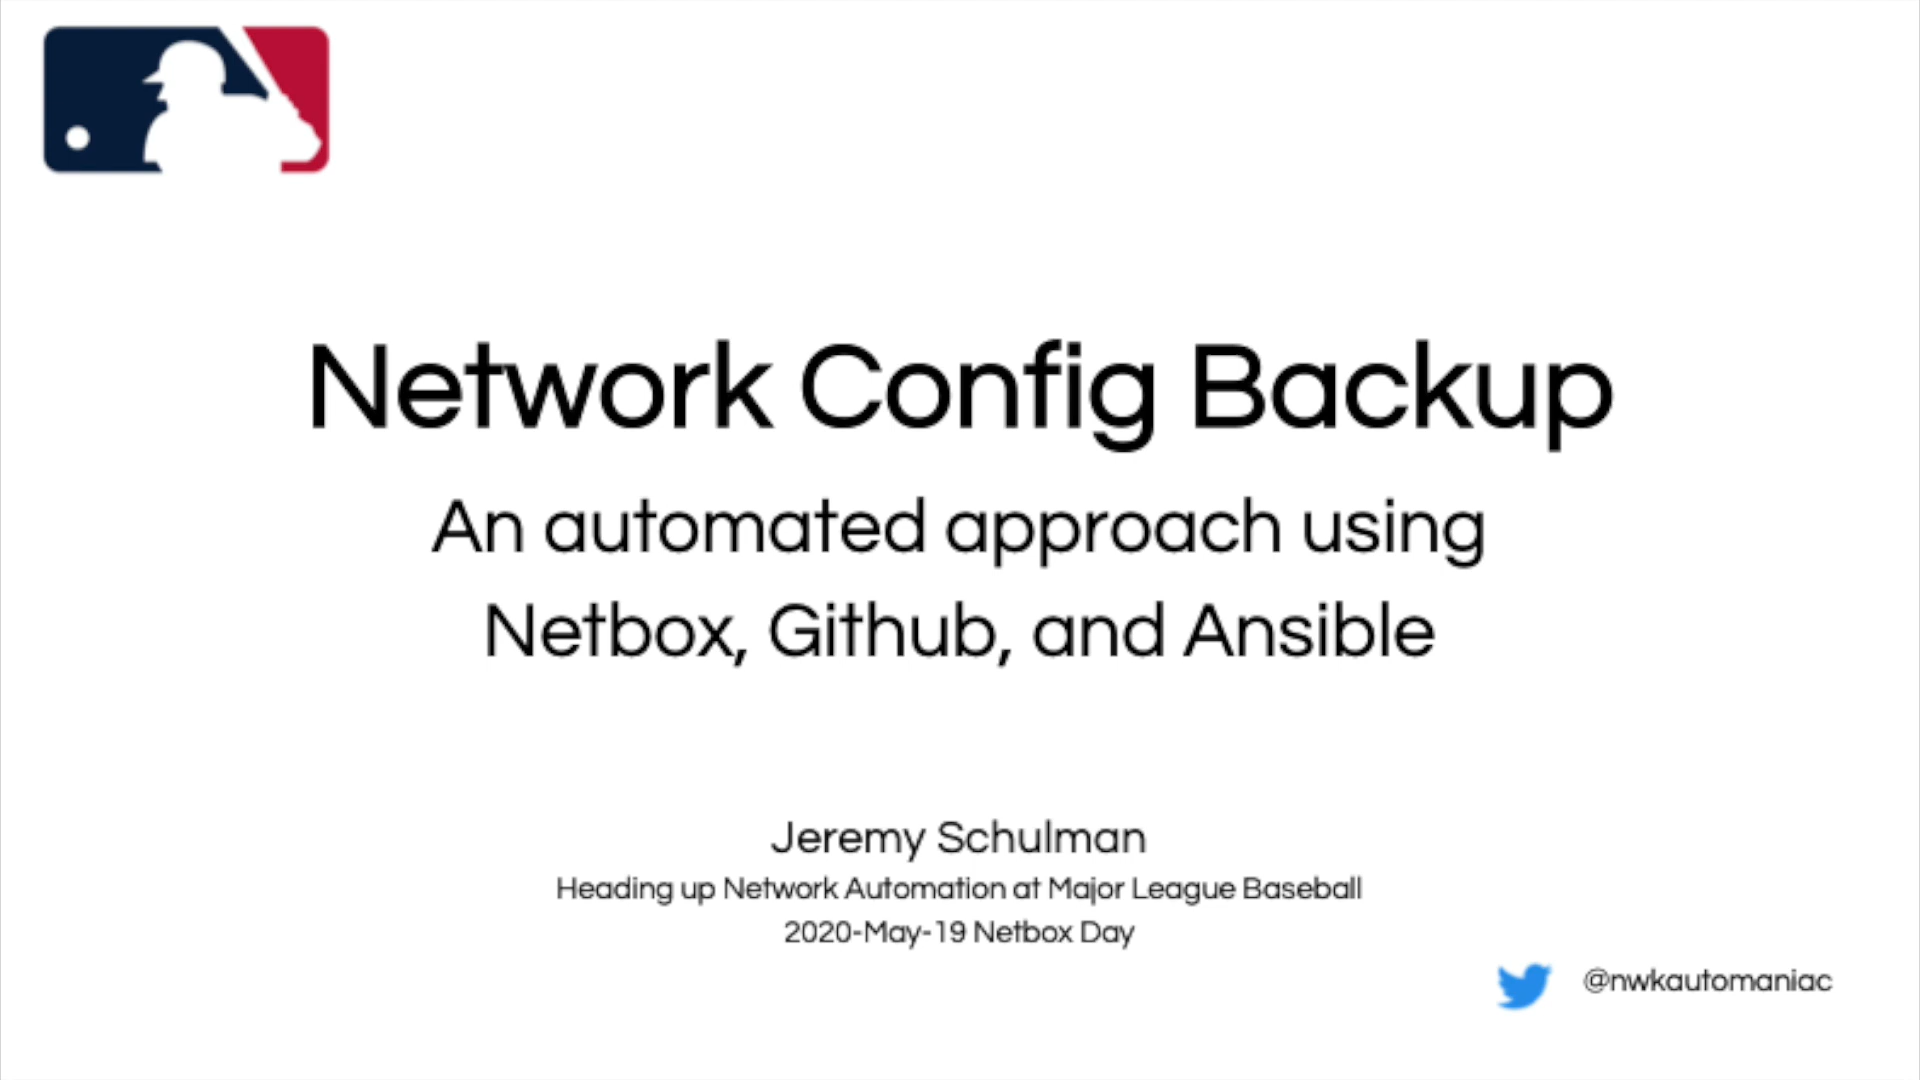 Network Config Backup
An automated approach using
Netbox, Github, and Ansible
Jeremy Schulman
Heading up Network Automation at Major League Baseball
2020-May-19 Netbox Day
@nwkautomaniac